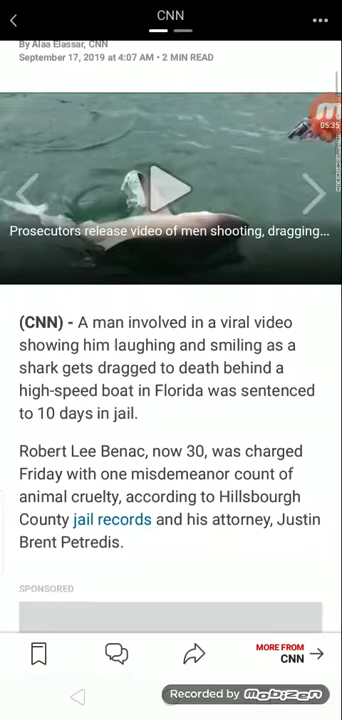 CNN
By Alaa Elassar, CNN
September 17, 2019 at 4:07 AM • 2 MIN READ
05:35
Prosecutors release video of men shooting, dragging...
(CNN) - A man involved in a viral video
showing him laughing and smiling as a
shark gets dragged to death behind a
high-speed boat in Florida was sentenced
to 10 days in jail.
Robert Lee Benac, now 30, was charged
Friday with one misdemeanor count of
animal cruelty, according to Hillsbourgh
County jail records and his attorney, Justin
Brent Petredis.
SPONSORED
MORE FROM
CNN
Recorded by mobizen